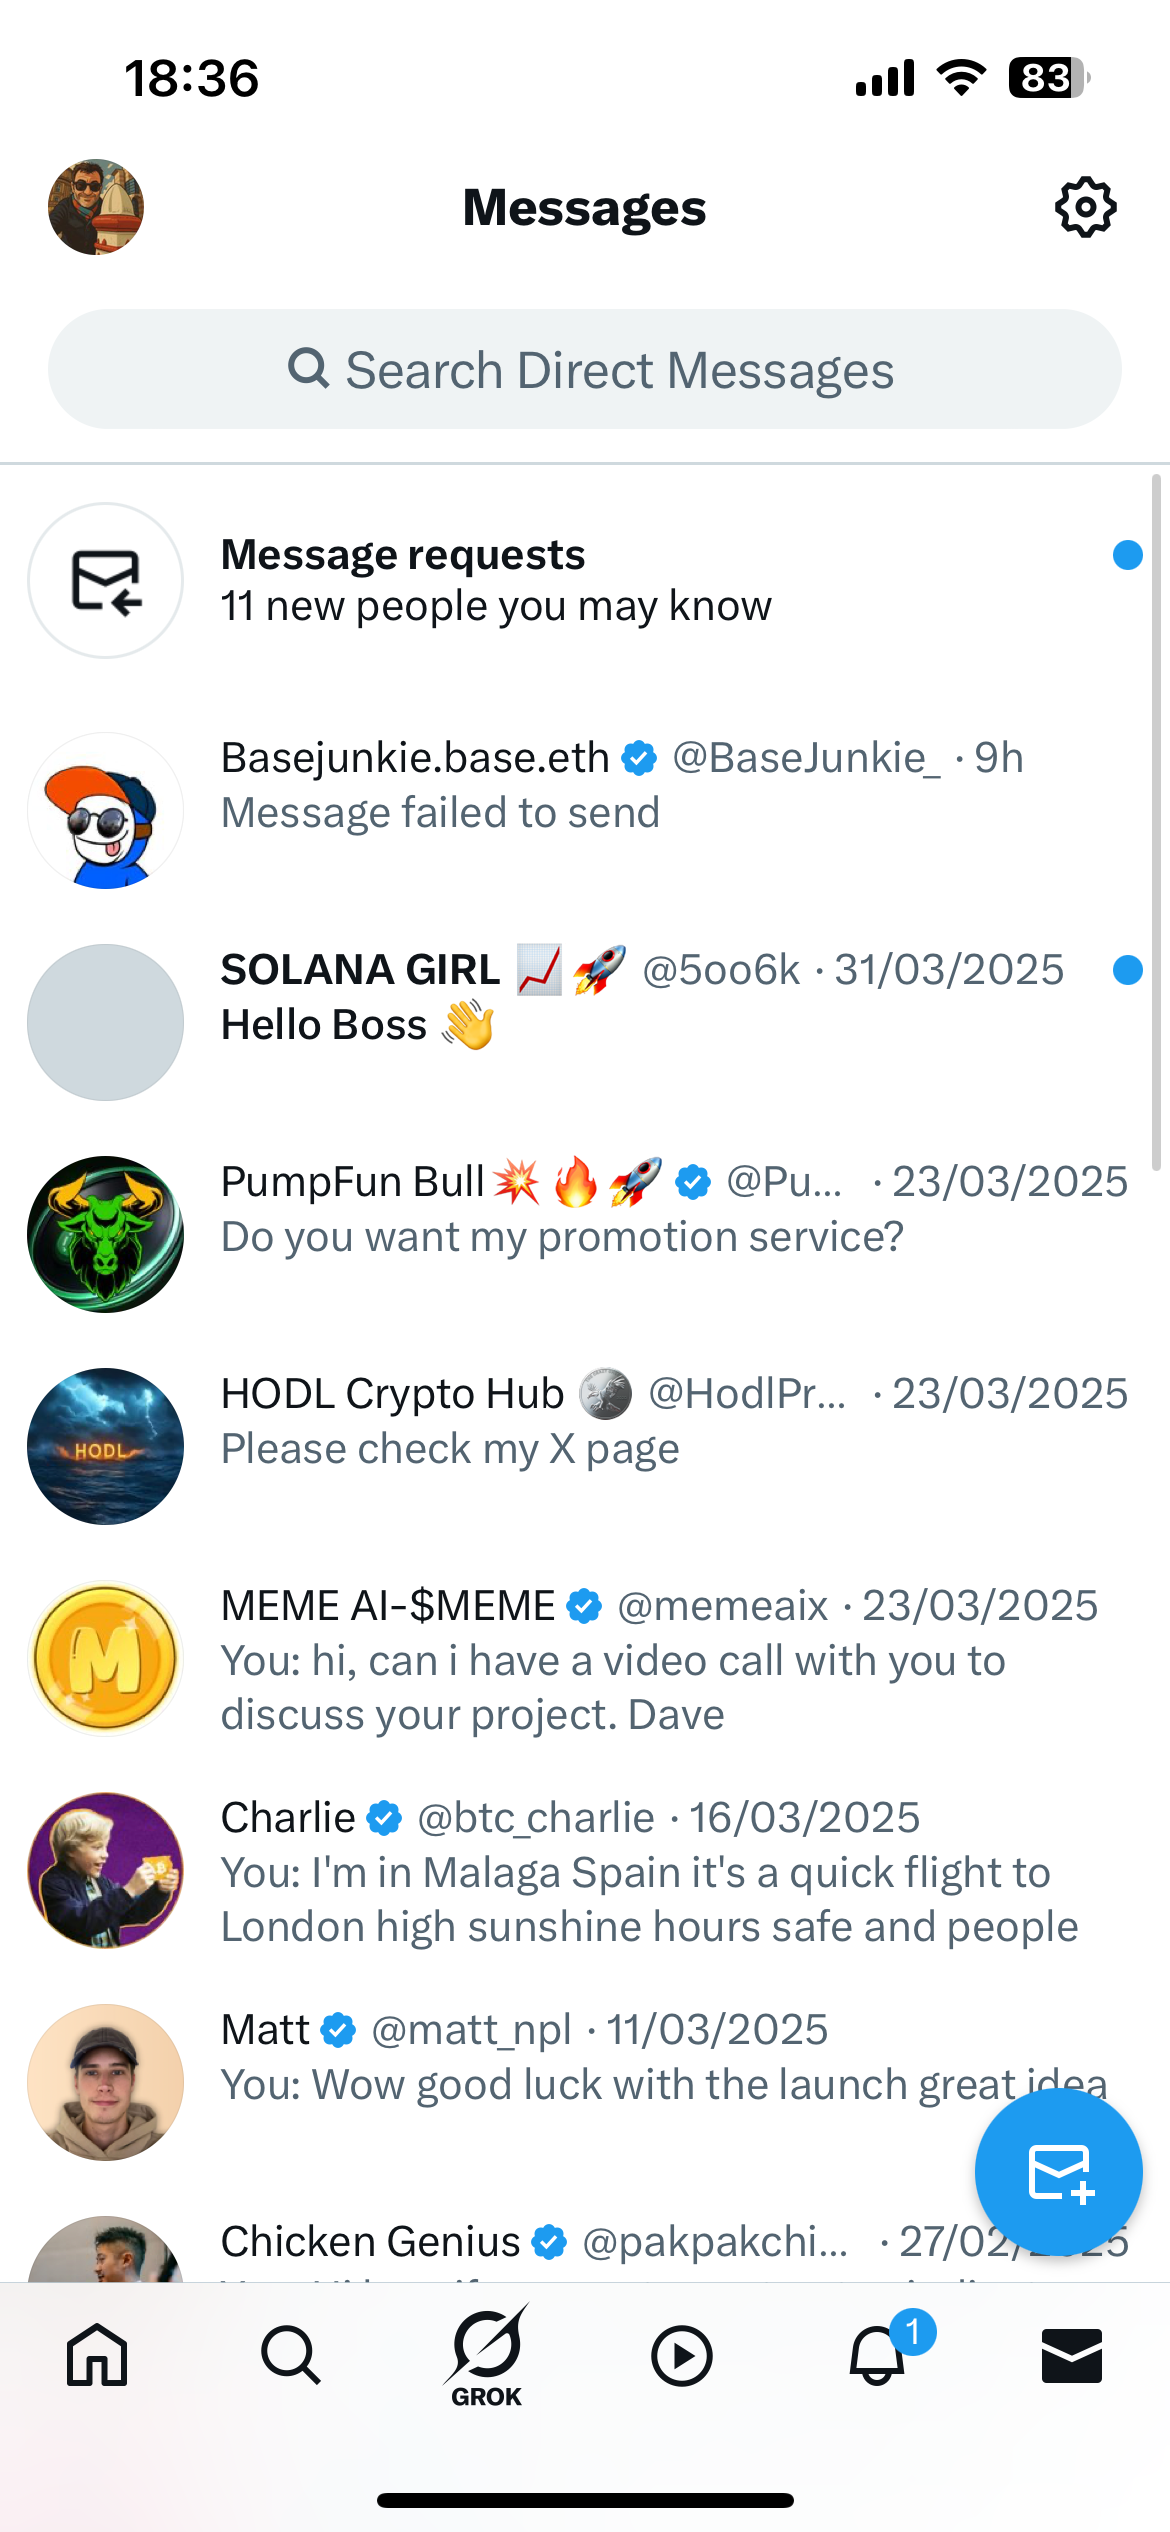 18:36
83
Messages
Search Direct Messages
Message requests
11 new people you may know
Basejunkie.base.eth @BaseJunkie_ · 9h
Message failed to send
SOLANA GIRL 📈🚀 @5oo6k · 31/03/2025
Hello Boss 👋
PumpFun Bull💥🔥🚀 @Pu... · 23/03/2025
Do you want my promotion service?
HODL
HODL Crypto Hub 🪙 @HodlPr... · 23/03/2025
Please check my X page
M
MEME AI-$MEME @memeaix · 23/03/2025
You: hi, can i have a video call with you to
discuss your project. Dave
Charlie @btc_charlie · 16/03/2025
You: I'm in Malaga Spain it's a quick flight to
London high sunshine hours safe and people
Matt @matt_npl · 11/03/2025
You: Wow good luck with the launch great idea
Chicken Genius @pakpakchi... · 27/02/
1
GROK